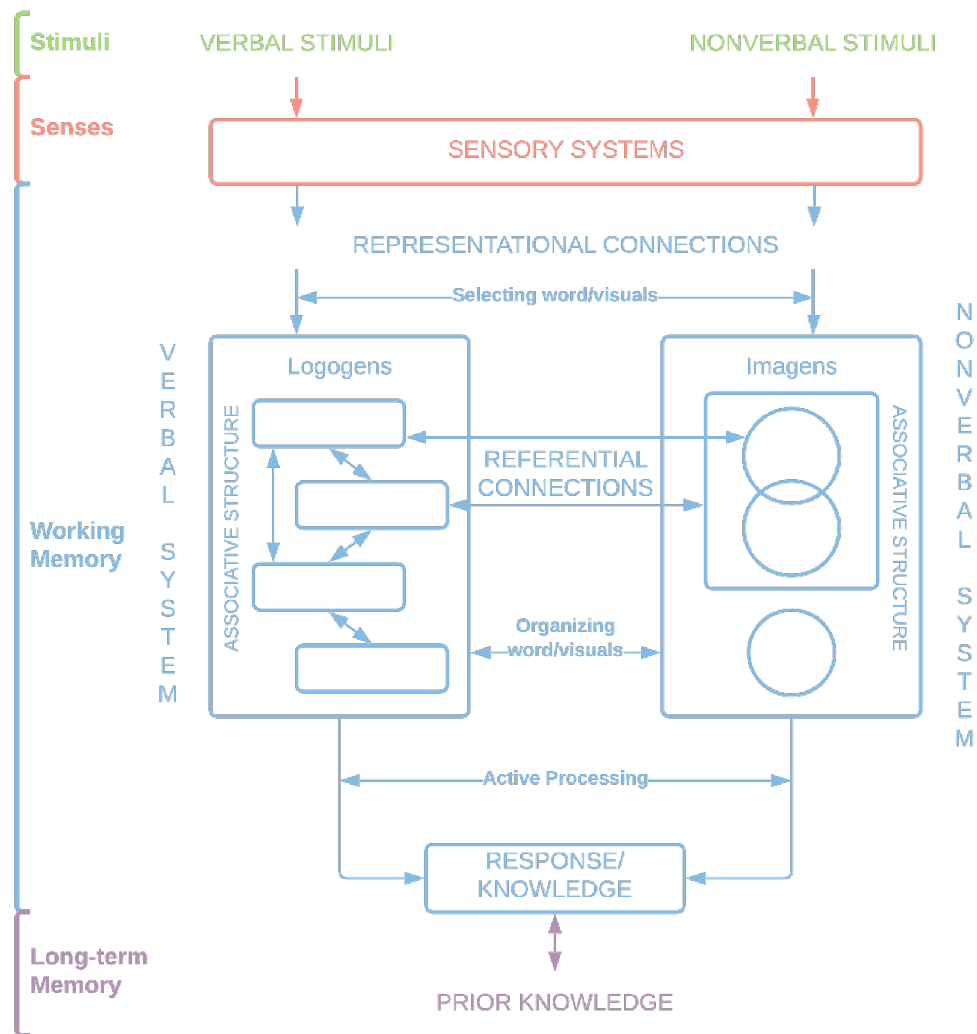 Stimuli
VERBAL STIMULI
NONVERBAL STIMULI
Senses
SENSORY SYSTEMS
REPRESENTATIONAL CONNECTIONS
Selecting word/visuals
VERBAL SYSTEM
Logogens
Imagens
NONVERBAL SYSTEM
ASSOCIATIVE STRUCTURE
REFERENTIAL
CONNECTIONS
ASSOCIATIVE STRUCTURE
Working
Memory
Organizing
word/visuals
Active Processing
RESPONSE/
KNOWLEDGE
Long-term
Memory
PRIOR KNOWLEDGE